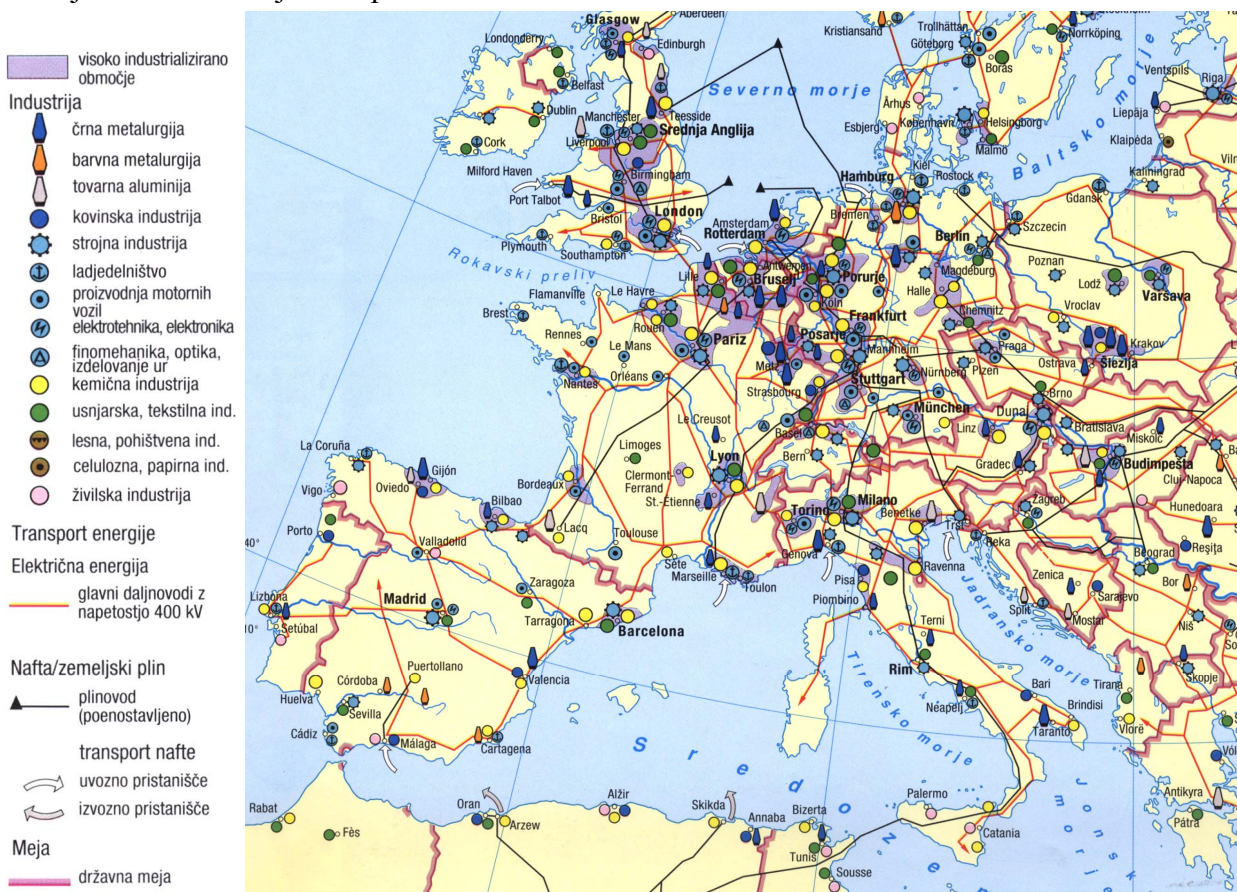 visoko industrializirano
območje
Industrija
črna metalurgija
barvna metalurgija
tovarna aluminija
kovinska industrija
strojna industrija
ladjedelništvo
proizvodnja motornih
vozil
elektrotehnika, elektronika
finomehanika, optika,
izdelovanje ur
kemična industrija
usnjarska, tekstilna ind.
lesna, pohištvena ind.
celulozna, papirna ind.
živilska industrija
Transport energije
Električna energija
glavni daljnovodi z
napetostjo 400 kV
Nafta/zemeljski plin
plinovod
(poenostavljeno)
transport nafte
uvozno pristanišče
izvozno pristanišče
Meja
državna meja
Glasgow
Aberdeen
Edinburgh
Londonderry
Belfast
Dublin
Cork
Teesside
Manchester
Srednja Anglija
Liverpool
Birmingham
Milford Haven
Port Talbot
Bristol
London
Plymouth
Southampton
Rokavski preliv
Severno morje
Baltsko morje
Kristiansand
Trollhättan
Göteborg
Norrköping
Borås
Århus
Esbjerg
København
Helsingborg
Malmö
Ventspils
Riga
Liepāja
Klaipėda
Kaliningrad
Kiel
Rostock
Hamburg
Bremen
Gdansk
Szczecin
Amsterdam
Rotterdam
Antwerpen
Bruselj
Lille
Porurje
Köln
Berlin
Magdeburg
Halle
Chemnitz
Poznań
Lodž
Varšava
Vroclav
Krakov
Šlezija
Ostrava
Praga
Plzen
Brno
Frankfurt
Posarje
Mannheim
Metz
Nürnberg
Stuttgart
Strasbourg
München
Linz
Dunaj
Bratislava
Miskolc
Budimpešta
Gradec
Basel
Bern
Le Havre
Rouen
Flamanville
Brest
Rennes
Le Mans
Pariz
Orléans
Nantes
Le Creusot
Limoges
Clermont-
Ferrand
Lyon
St.-Étienne
Bordeaux
Lacq
Toulouse
Sète
Marseille
Toulon
La Coruña
Gijón
Oviedo
Vigo
Bilbao
Porto
Valladolid
Zaragoza
Madrid
Tarragona
Barcelona
Lizbona
Setúbal
Puertollano
Córdoba
Valencia
Huelva
Sevilla
Cádiz
Málaga
Cartagena
Torino
Milano
Benetke
Trst
Reka
Zagreb
Genova
Ravenna
Pisa
Piombino
Terni
Rim
Neapelj
Bari
Brindisi
Taranto
Palermo
Catania
Zenica
Sarajevo
Split
Mostar
Beograd
Bor
Niš
Skopje
Tirana
Vlorë
Cluj-Napoca
Hunedoara
Reşiţa
Antikyra
Pátra
Jadransko morje
Tirensko morje
Jonsko
morje
Sredoze
Rabat
Fès
Oran
Arzew
Alžir
Skikda
Annaba
Bizerta
Tunis
Sousse
40°
10°